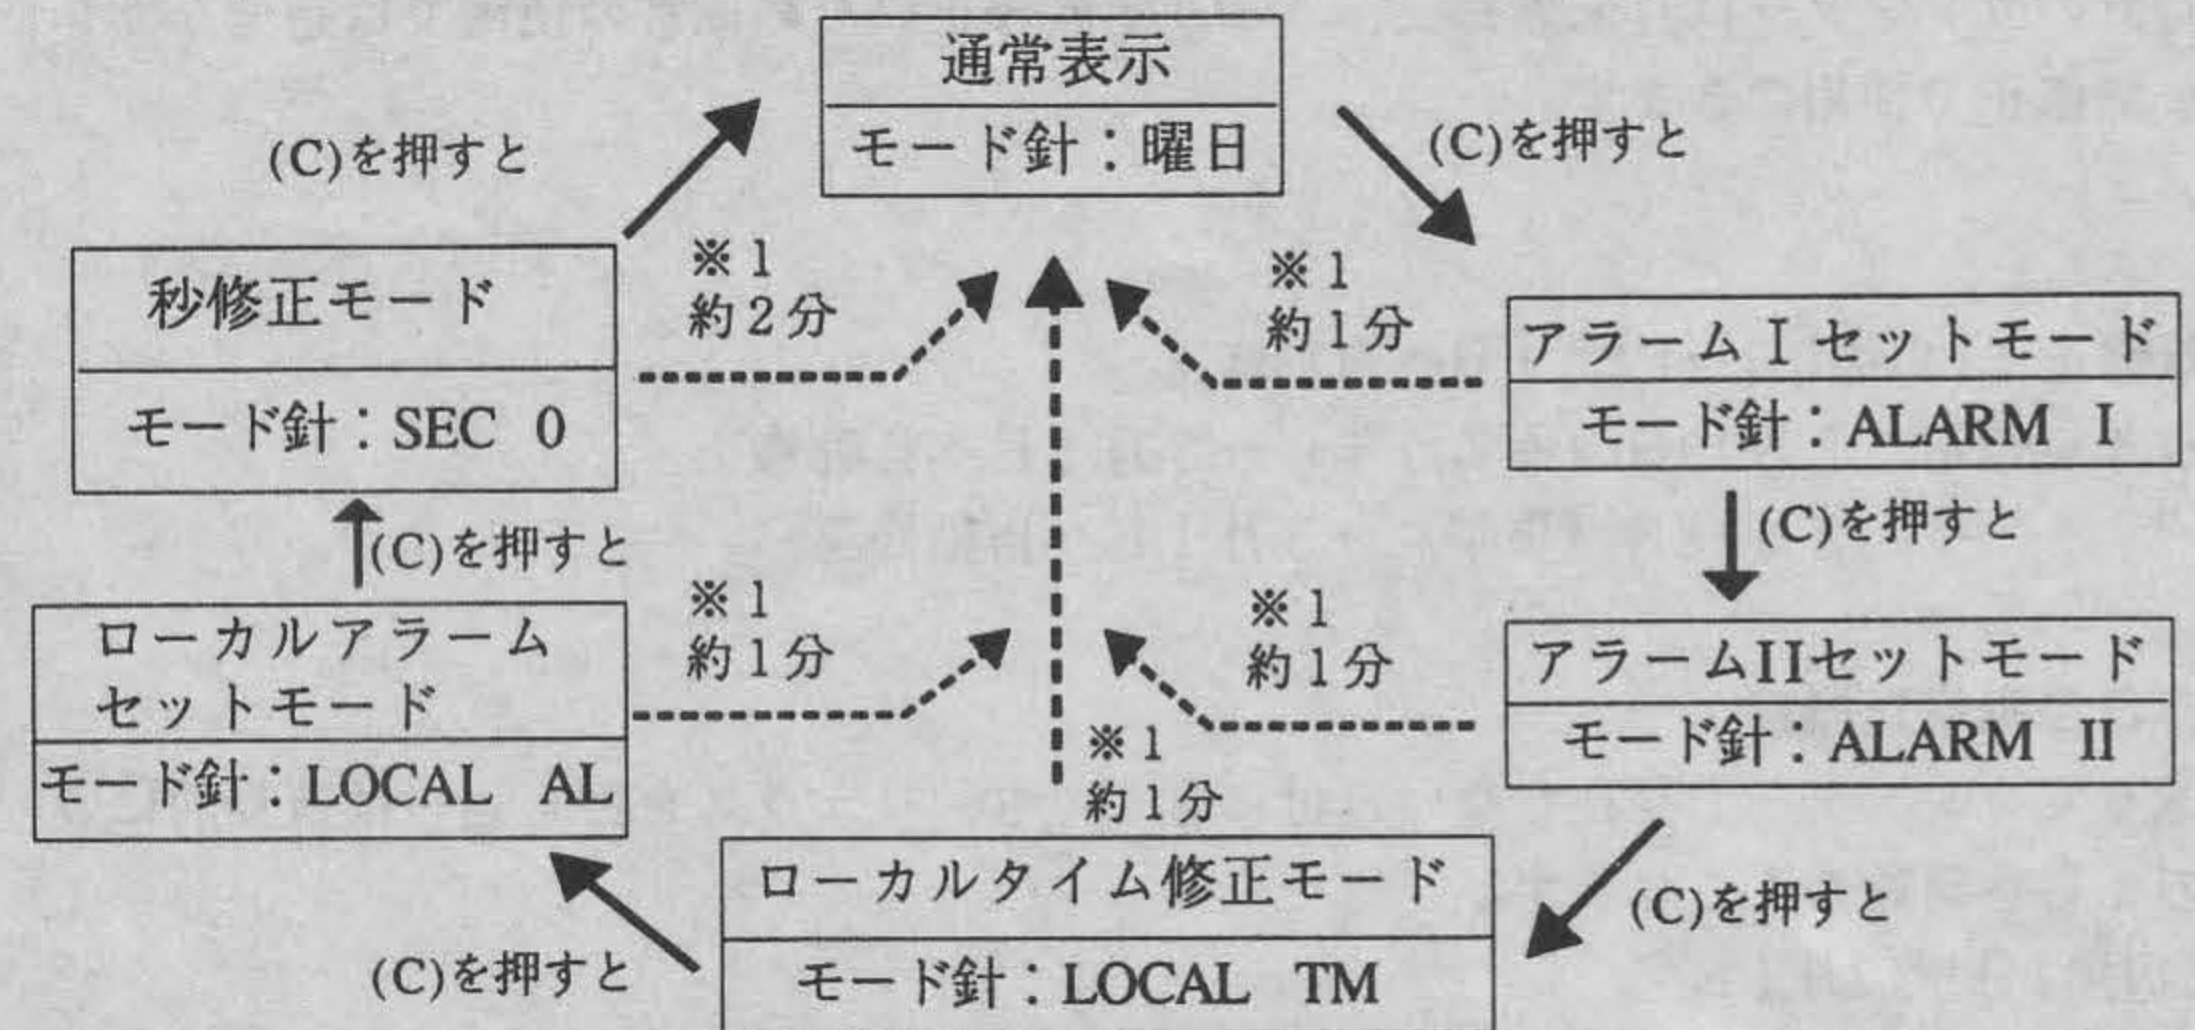 通常表示
モード針：曜日
(C)を押すと
(C)を押すと
秒修正モード
モード針：SEC 0
※1
約2分
※1
約1分
アラームⅠセットモード
モード針：ALARM I
(C)を押すと
(C)を押すと
ローカルアラーム
セットモード
モード針：LOCAL AL
※1
約1分
※1
約1分
アラームIIセットモード
モード針：ALARM II
※1
約1分
ローカルタイム修正モード
モード針：LOCAL TM
(C)を押すと
(C)を押すと